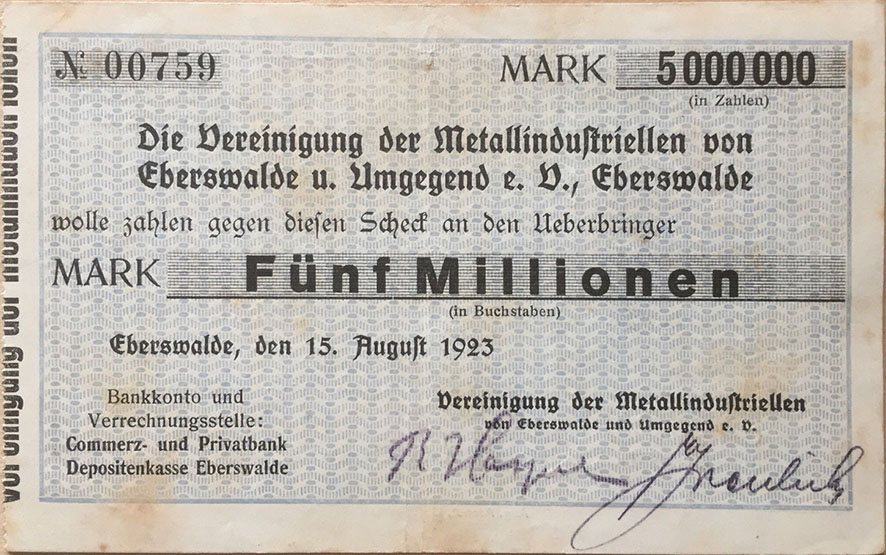 № 00759
MARK 5000000
(in Zahlen)
Die Vereinigung der Metallindustriellen von
Eberswalde u. Umgegend e. V., Eberswalde
wolle zahlen gegen diesen Scheck an den Ueberbringer
MARK Fünf Millionen
(in Buchstaben)
Eberswalde, den 15. August 1923
Bankkonto und
Verrechnungsstelle:
Commerz- und Privatbank
Depositenkasse Eberswalde
Vereinigung der Metallindustriellen
von Eberswalde und Umgegend e. V.